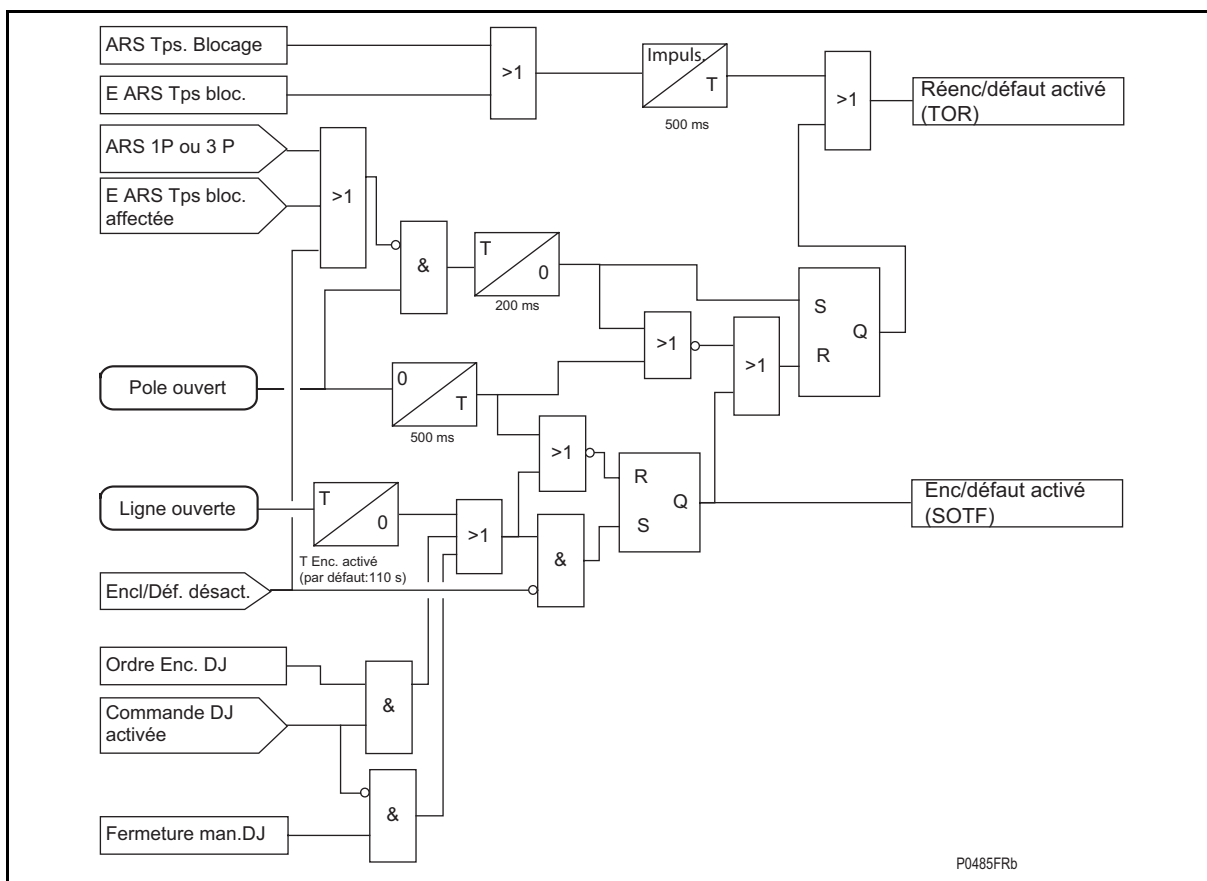 ARS Tps. Blocage
E ARS Tps bloc.
ARS 1P ou 3 P
E ARS Tps bloc.
affectée
>1
Impuls.
T
500 ms
>1
Réenc/défaut activé
(TOR)
>1
&
T
0
200 ms
>1
>1
S
R
Q
Pole ouvert
0
T
500 ms
>1
R
S
Q
Enc/défaut activé
(SOTF)
Ligne ouverte
T
0
T Enc. activé
(par défaut:110 s)
>1
&
Encl/Déf. désact.
Ordre Enc. DJ
Commande DJ
activée
&
Fermeture man.DJ
&
P0485FRb